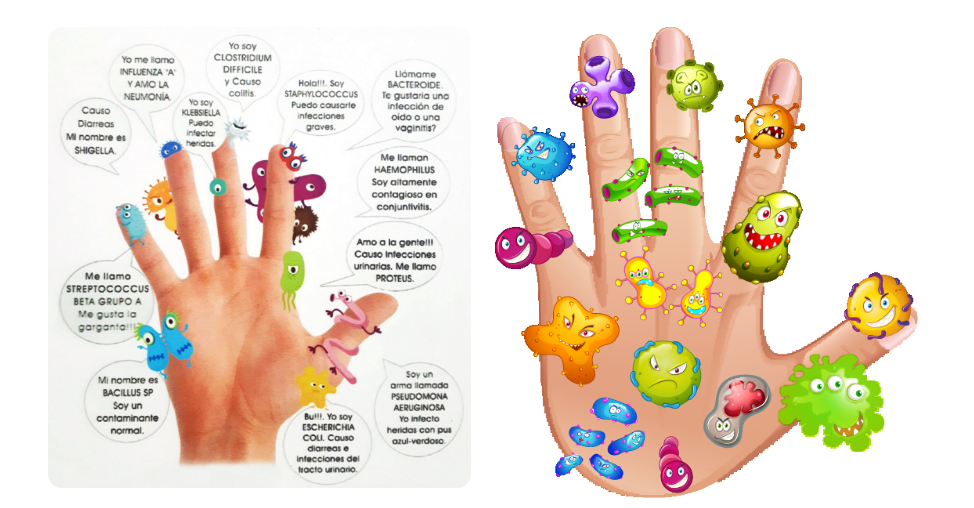 Yo me llamo
INFLUENZA "A"
Y AMO LA
NEUMONÍA.
Yo soy
CLOSTRIDIUM
DIFFICILE
y Causo
colitis.
Hola!!!. Soy
STAPHYLOCOCCUS
Puedo causarte
infecciones
graves.
Llámame
BACTEROIDE.
Te gustaria una
infección de
oído o una
vaginitis?
Causo
Diarreas
Mi nombre es
SHIGELLA.
Yo soy
KLEBSIELLA
Puedo
infectar
heridas.
Me llaman
HAEMOPHILUS
Soy altamente
contagioso en
conjuntivitis.
Amo a la gente!!!
Causo Infecciones
urinarias. Me llamo
PROTEUS.
Me llamo
STREPTOCOCCUS
BETA GRUPO A
Me gusta la
garganta!!!
Mi nombre es
BACILLUS SP
Soy un
contaminante
normal.
Bu!!!. Yo soy
ESCHERICHIA
COLI. Causo
diarreas e
infecciones del
tracto urinario.
Soy un
arma llamada
PSEUDOMONA
AERUGINOSA
Yo infecto
heridas con pus
azul-verdoso.